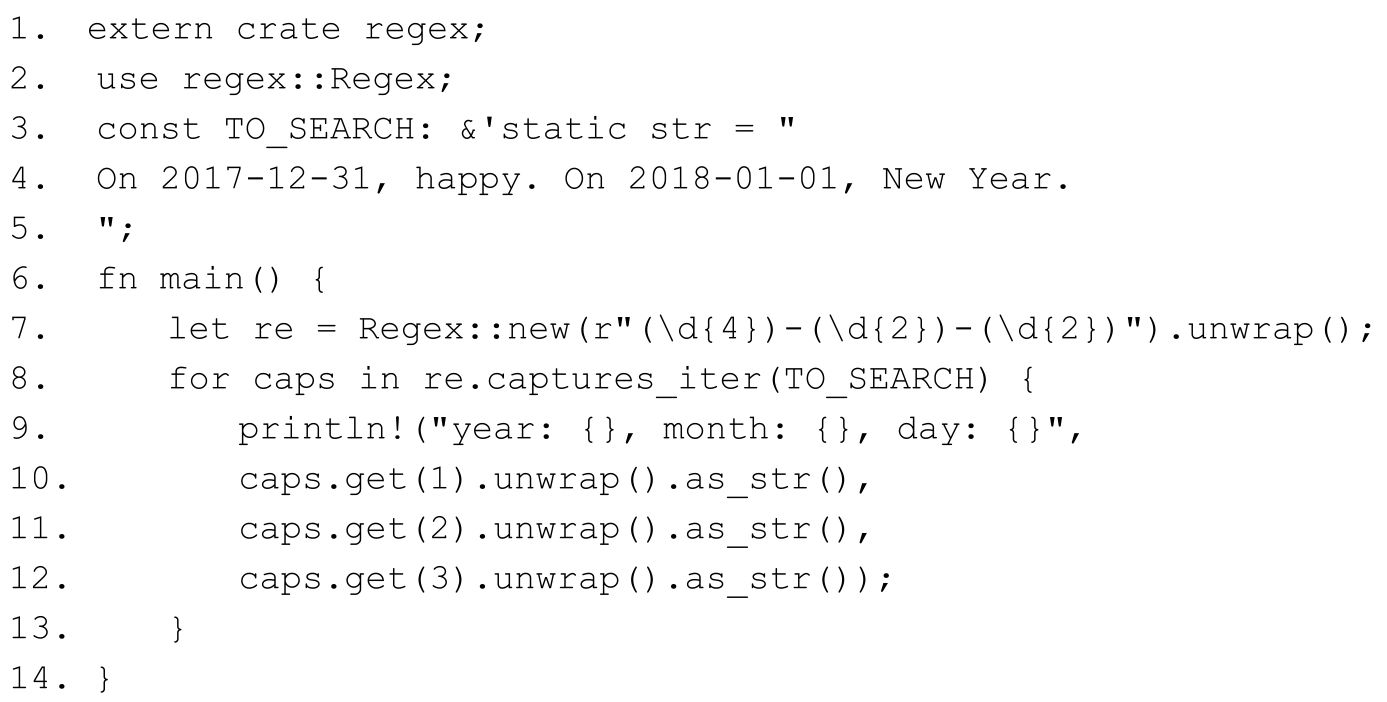 1. extern crate regex;
2. use regex::Regex;
3. const TO_SEARCH: &'static str = "
4. On 2017-12-31, happy. On 2018-01-01, New Year.
5. ";
6. fn main() {
7. let re = Regex::new(r"(\d{4})-(\d{2})-(\d{2})").unwrap();
8. for caps in re.captures_iter(TO_SEARCH) {
9. println!("year: {}, month: {}, day: {}",
10. caps.get(1).unwrap().as_str(),
11. caps.get(2).unwrap().as_str(),
12. caps.get(3).unwrap().as_str());
13. }
14. }